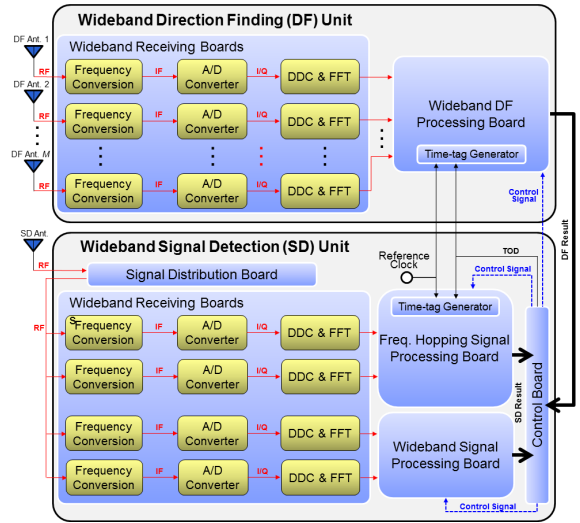 Wideband Direction Finding (DF) Unit
DF Ant. 1
Wideband Receiving Boards
RF
Frequency
Conversion
IF
A/D
Converter
I/Q
DDC & FFT
DF Ant. 2
RF
Frequency
Conversion
IF
A/D
Converter
I/Q
DDC & FFT
DF Ant. M
RF
Frequency
Conversion
IF
A/D
Converter
I/Q
DDC & FFT
Wideband DF
Processing Board
Time-tag Generator
Control
Signal
DF Result
SD Ant.
Wideband Signal Detection (SD) Unit
RF
Signal Distribution Board
Reference
Clock
TOD
Control Signal
Wideband Receiving Boards
RF
S
Frequency
Conversion
IF
A/D
Converter
I/Q
DDC & FFT
Frequency
Conversion
IF
A/D
Converter
I/Q
DDC & FFT
Time-tag Generator
Freq. Hopping Signal
Processing Board
SD Result
Control Board
Frequency
Conversion
IF
A/D
Converter
I/Q
DDC & FFT
Frequency
Conversion
IF
A/D
Converter
I/Q
DDC & FFT
Wideband Signal
Processing Board
Control Signal